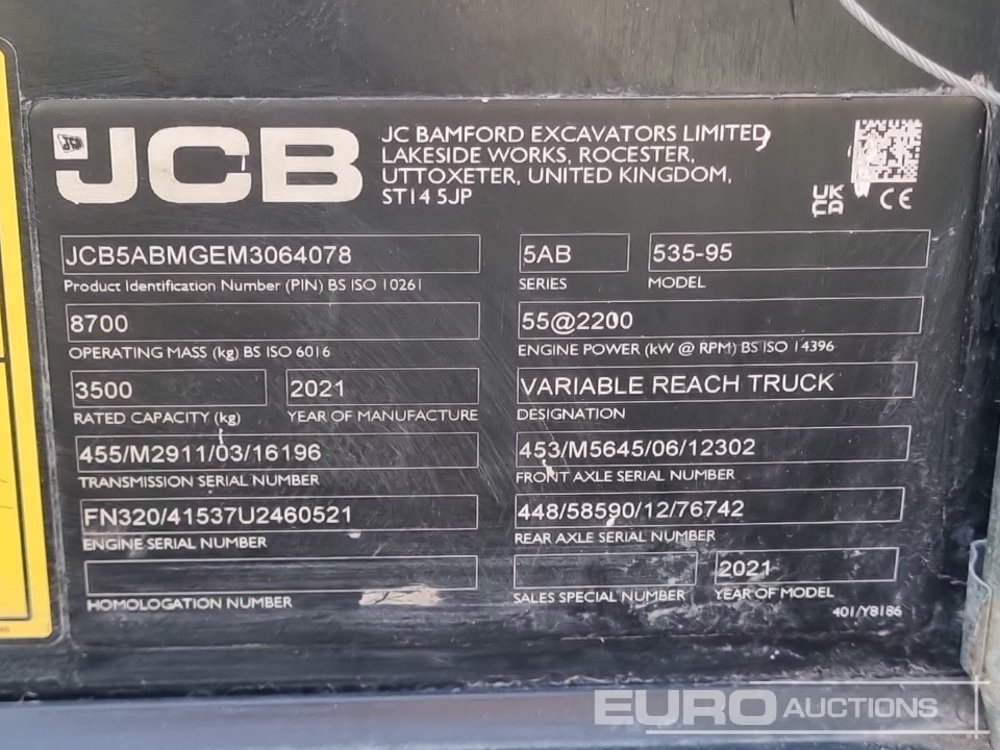 JCB
JC BAMFORD EXCAVATORS LIMITED
LAKESIDE WORKS, ROCESTER,
UTTOXETER, UNITED KINGDOM,
ST14 5JP
UK
CA
CE
JCB5ABMGEM3064078
Product Identification Number (PIN) BS ISO 10261
5AB
SERIES
535-95
MODEL
8700
OPERATING MASS (kg) BS ISO 6016
55@2200
ENGINE POWER (kW @ RPM) BS ISO 14396
3500
RATED CAPACITY (kg)
2021
YEAR OF MANUFACTURE
VARIABLE REACH TRUCK
DESIGNATION
455/M2911/03/16196
TRANSMISSION SERIAL NUMBER
453/M5645/06/12302
FRONT AXLE SERIAL NUMBER
FN320/41537U2460521
ENGINE SERIAL NUMBER
448/58590/12/76742
REAR AXLE SERIAL NUMBER
HOMOLOGATION NUMBER
SALES SPECIAL NUMBER
2021
YEAR OF MODEL
401/Y8186
EURO AUCTIONS